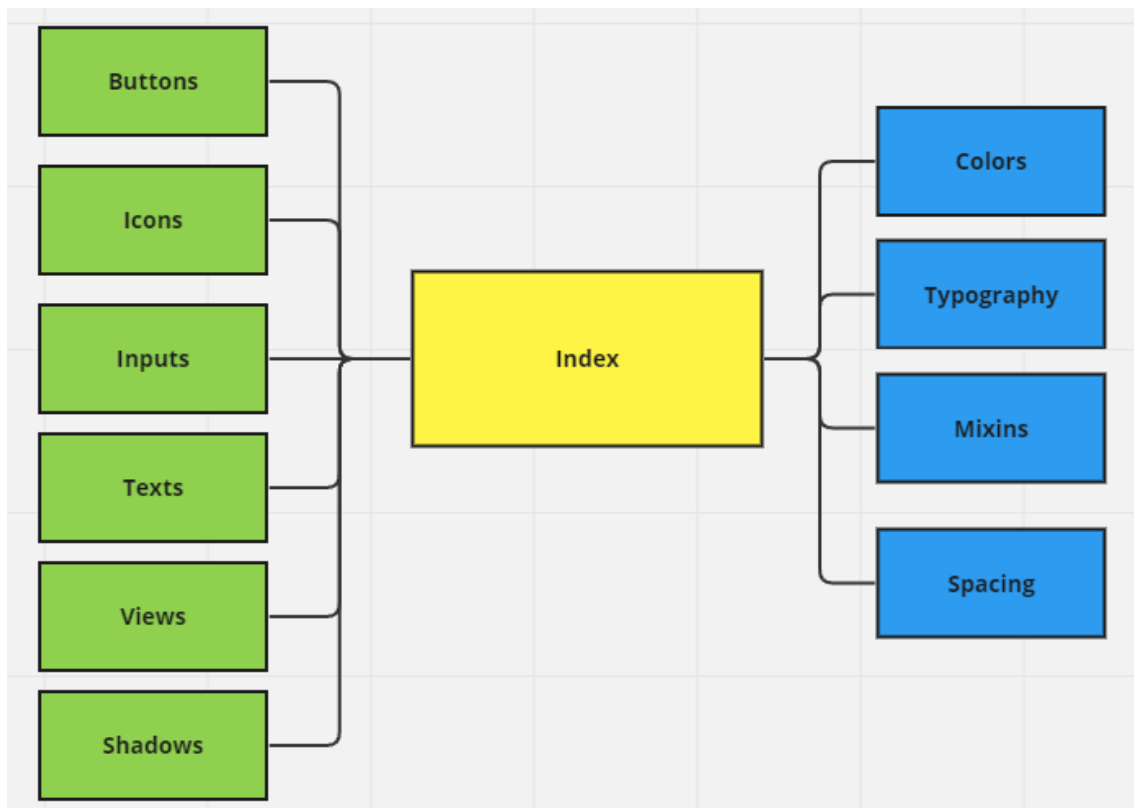 Buttons
Icons
Inputs
Texts
Views
Shadows
Index
Colors
Typography
Mixins
Spacing